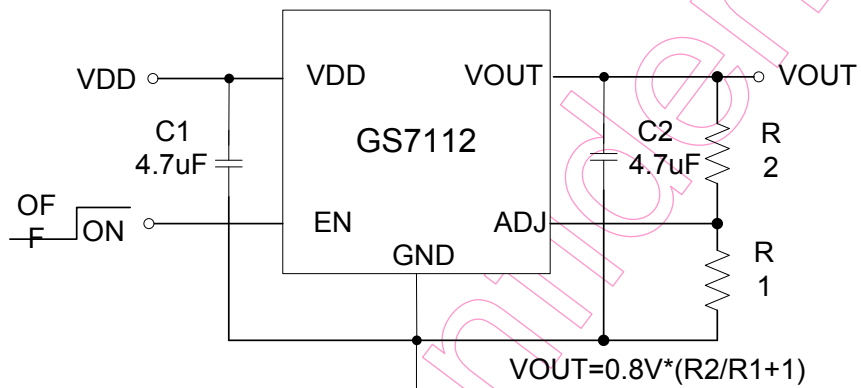 VDD
VDD
VOUT
VOUT
C1
4.7uF
GS7112
C2
4.7uF
R
2
OF
F
ON
EN
ADJ
GND
R
1
VOUT=0.8V*(R2/R1+1)